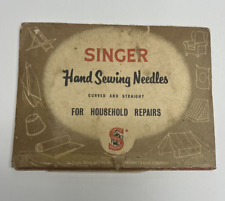 SINGER
Hand Sewing Needles
CURVED AND STRAIGHT
FOR HOUSEHOLD REPAIRS
S